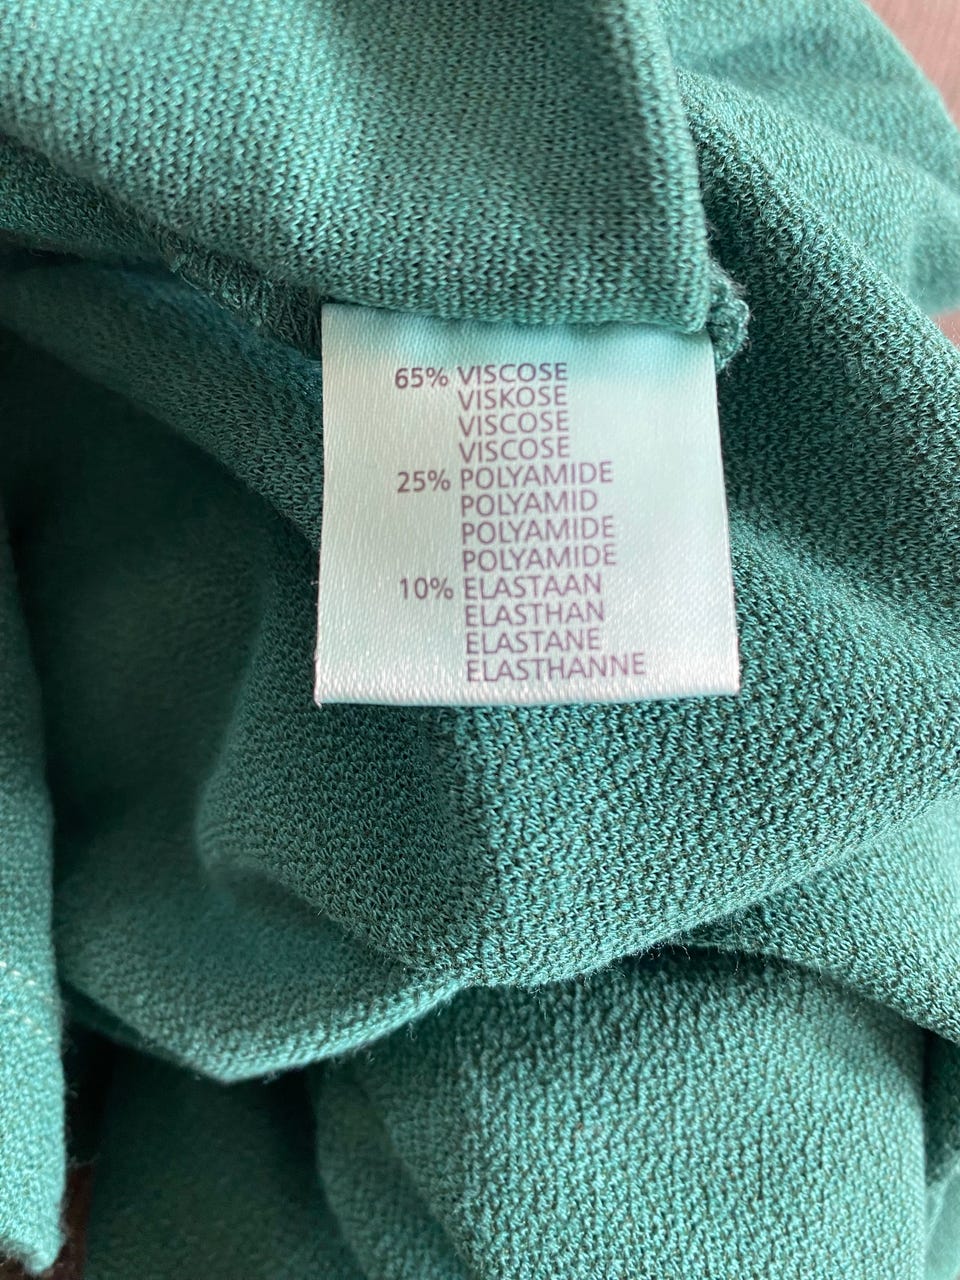 65% VISCOSE
VISKOSE
VISCOSE
VISCOSE
25% POLYAMIDE
POLYAMID
POLYAMIDE
POLYAMIDE
10% ELASTAAN
ELASTHAN
ELASTANE
ELASTHANNE